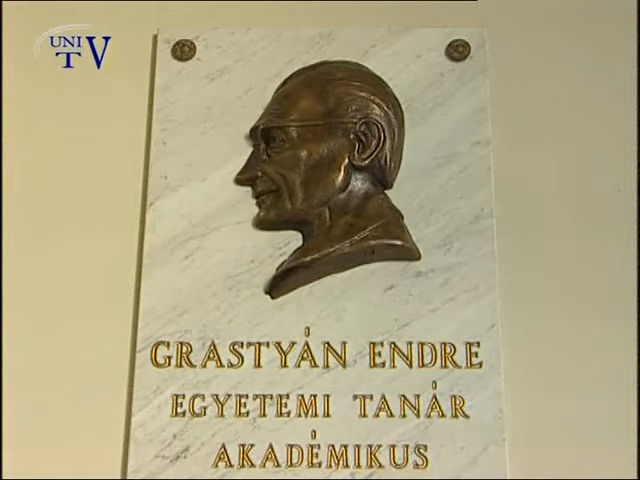 UNI
TV
GRASTYÁN ENDRE
EGYETEMI TANÁR
AKADÉMIKUS